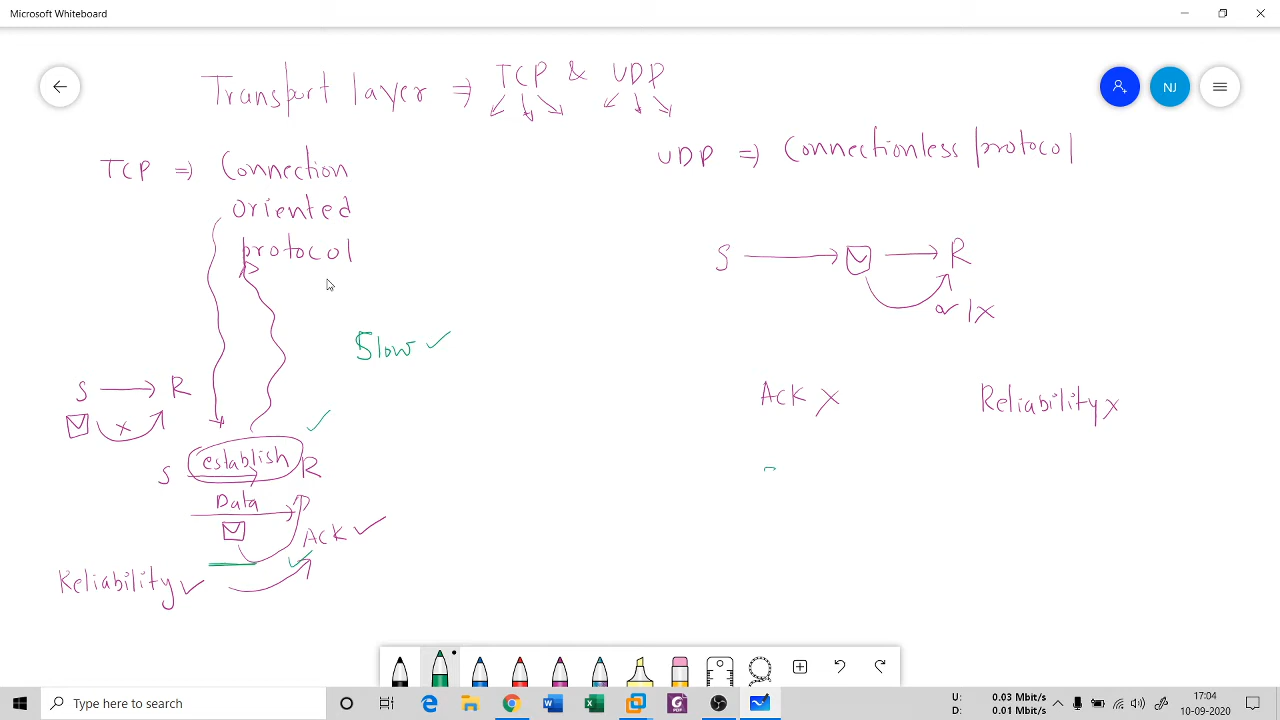 Microsoft Whiteboard
Transport layer ⇒ TCP & UDP
NJ
TCP ⇒ Connection
oriented
protocol
UDP ⇒ Connectionless protocol
S R
or X
Slow ✓
S → R
X
Ack X
Reliability X
S establish R
Data
Ack ✓
Reliability ✓
Type here to search
U: 0.03 Mbit/s
D: 0.01 Mbit/s
17:04
10-09-2020